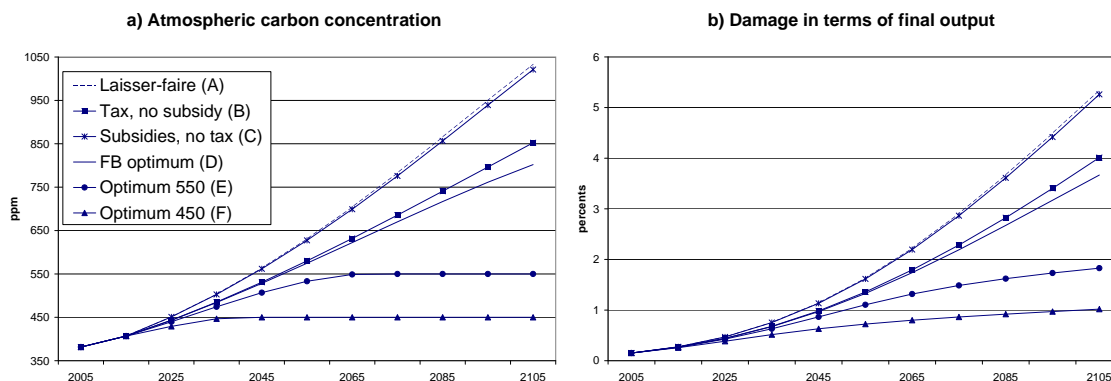 a) Atmospheric carbon concentration
1050
950
850
750
650
550
450
350
ppm
Laisser-faire (A)
Tax, no subsidy (B)
Subsidies, no tax (C)
FB optimum (D)
Optimum 550 (E)
Optimum 450 (F)
2005 2025 2045 2065 2085 2105
b) Damage in terms of final output
6
5
4
3
2
1
0
percents
2005 2025 2045 2065 2085 2105